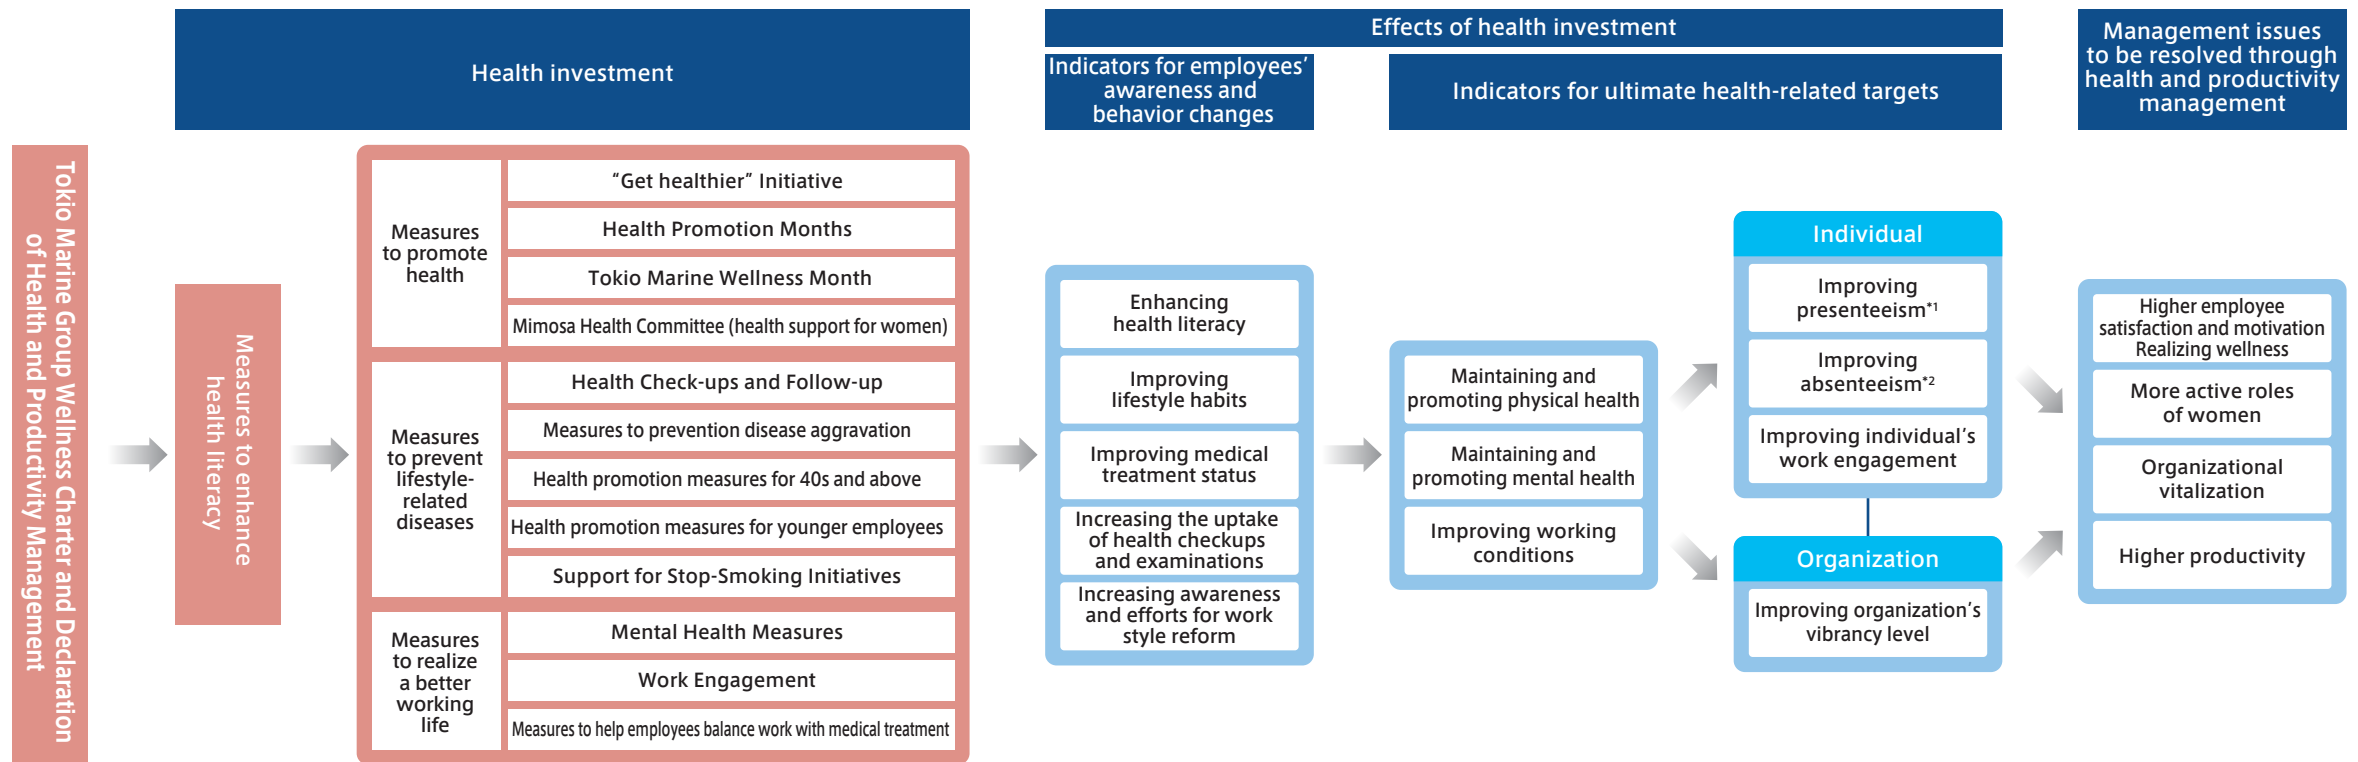 Health investment
Effects of health investment
Indicators for employees’
awareness and
behavior changes
Indicators for ultimate health-related targets
Management issues
to be resolved through
health and productivity
management
Tokio Marine Group Wellness Charter and Declaration
of Health and Productivity Management
Measures to enhance
health literacy
Measures
to promote
health
“Get healthier” Initiative
Health Promotion Months
Tokio Marine Wellness Month
Mimosa Health Committee (health support for women)
Measures
to prevent
lifestyle-
related
diseases
Health Check-ups and Follow-up
Measures to prevention disease aggravation
Health promotion measures for 40s and above
Health promotion measures for younger employees
Support for Stop-Smoking Initiatives
Measures
to realize
a better
working
life
Mental Health Measures
Work Engagement
Measures to help employees balance work with medical treatment
Enhancing
health literacy
Improving
lifestyle habits
Improving medical
treatment status
Increasing the uptake
of health checkups
and examinations
Increasing awareness
and efforts for work
style reform
Maintaining and
promoting physical health
Maintaining and
promoting mental health
Improving working
conditions
Individual
Improving
presenteeism*1
Improving
absenteeism*2
Improving individual’s
work engagement
Organization
Improving organization’s
vibrancy level
Higher employee
satisfaction and motivation
Realizing wellness
More active roles
of women
Organizational
vitalization
Higher productivity